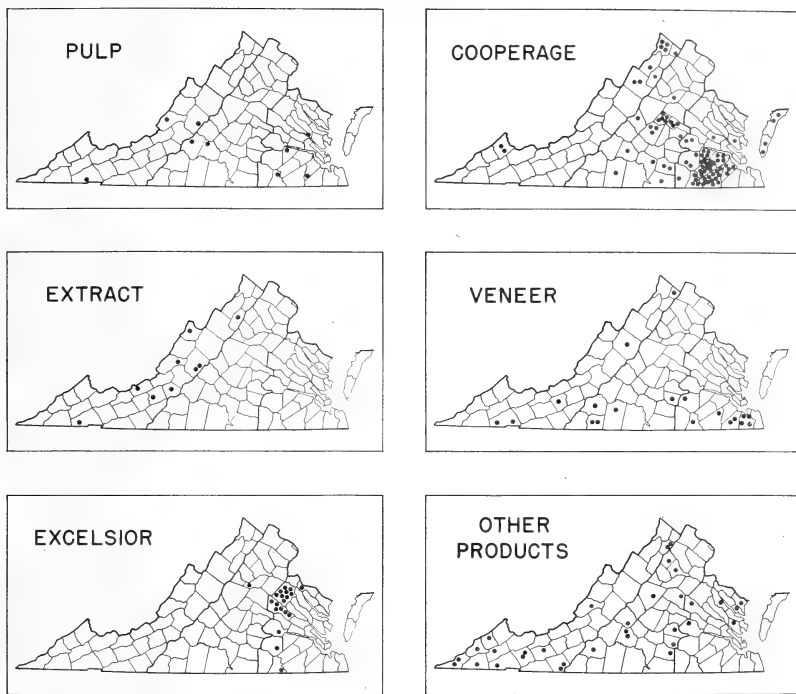 PULP
COOPERAGE
EXTRACT
VENEER
EXCELSIOR
OTHER
PRODUCTS